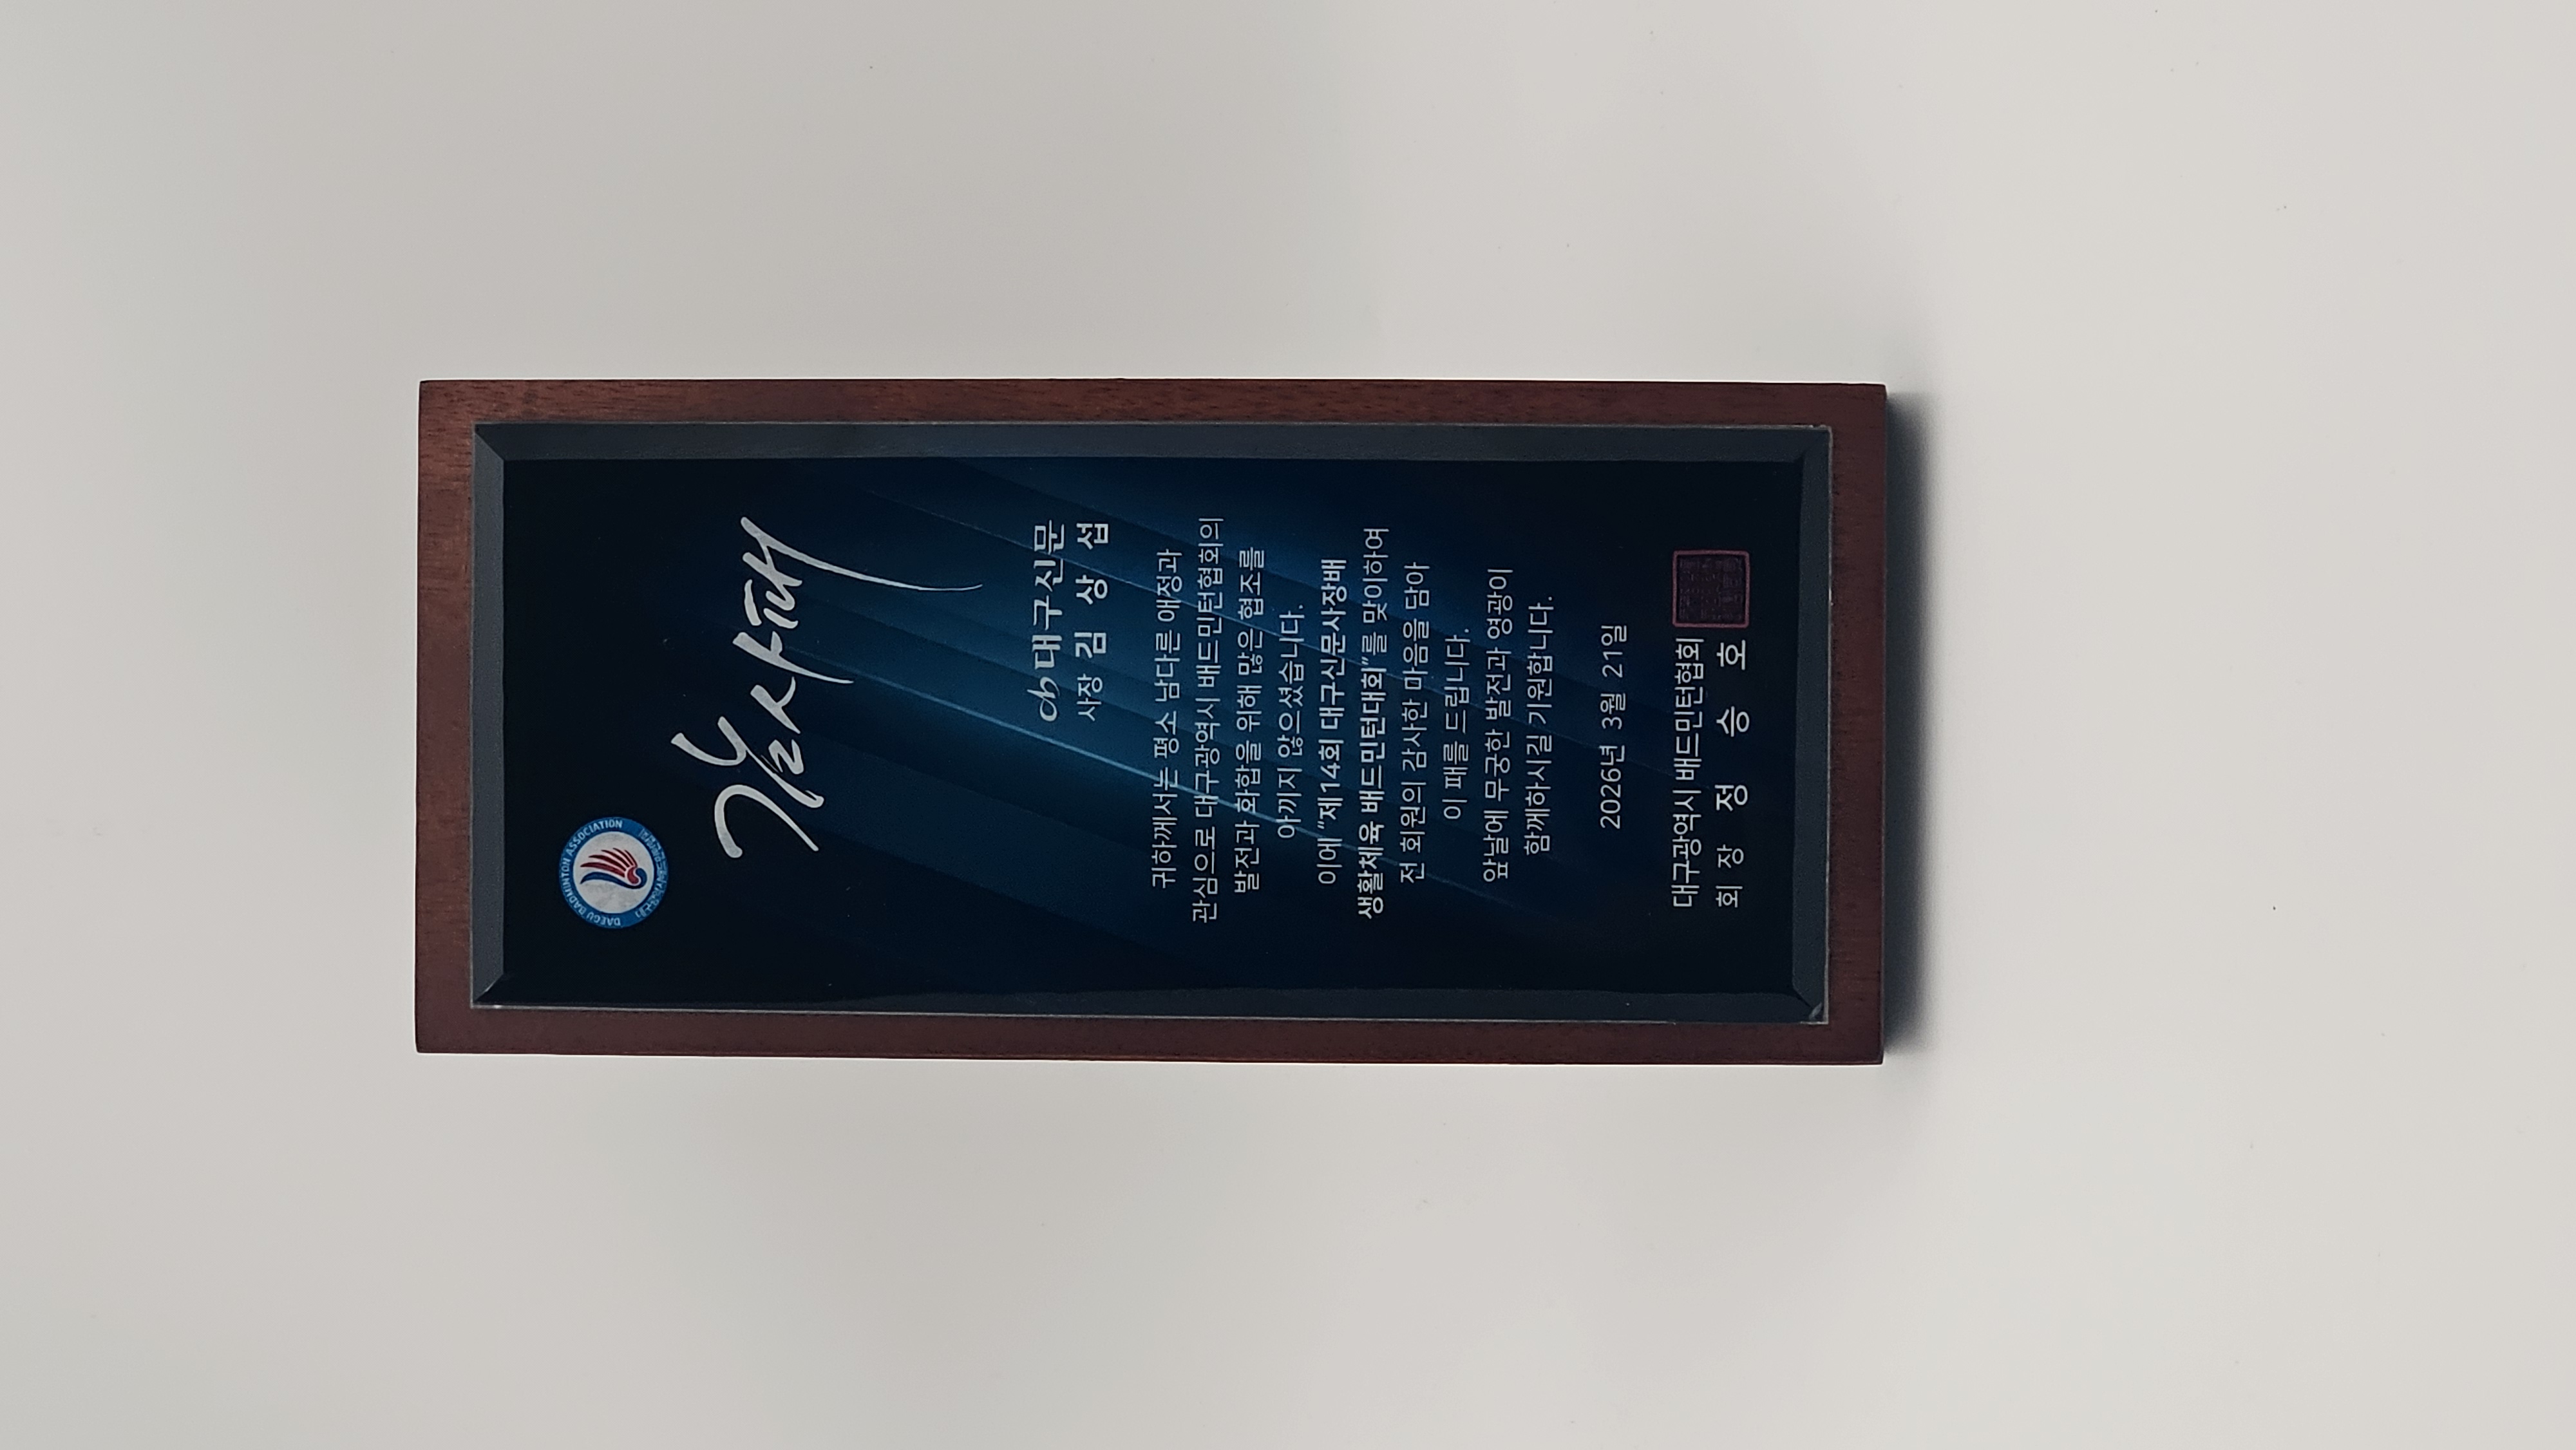 DAEGU BADMINTON ASSOCIATION
감사패
대구신문
사장 김 상 섭
귀하께서는 평소 남다른 애정과
관심으로 대구광역시 배드민턴협회의
발전과 화합을 위해 많은 협조를
아끼지 않으셨습니다.
이에 “제14회 대구신문사장배
생활체육 배드민턴대회”를 맞이하여
전 회원의 감사한 마음을 담아
이 패를 드립니다.
앞날에 무궁한 발전과 영광이
함께하시길 기원합니다.
2026년 3월 21일
대구광역시 배드민턴협회
회 장 정 승 호